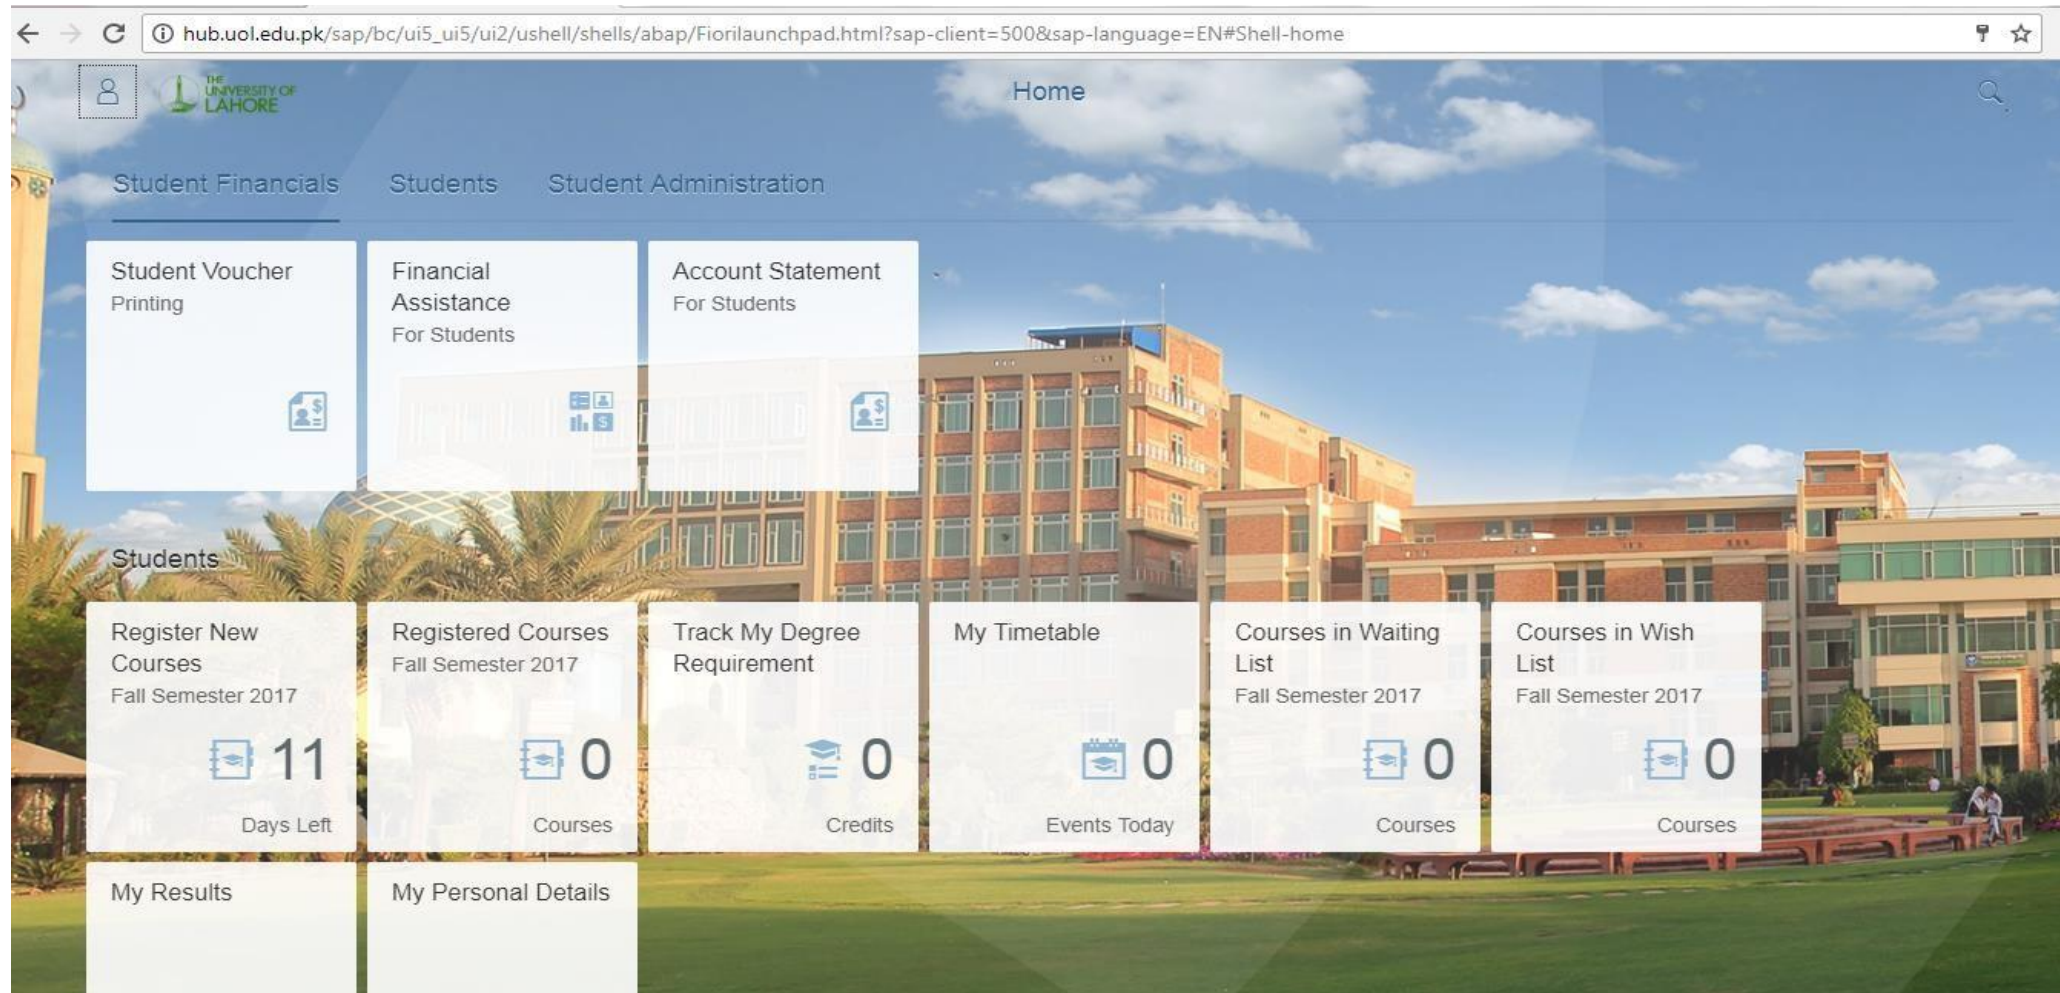 hub.uol.edu.pk/sap/bc/ui5_ui5/ui2/ushell/shells/abap/Fiorilaunchpad.html?sap-client=500&sap-language=EN#Shell-home
THE
UNIVERSITY OF
LAHORE
Home
Student Financials
Students
Student Administration
Student Voucher
Printing
Financial
Assistance
For Students
Account Statement
For Students
Students
Register New
Courses
Fall Semester 2017
11
Days Left
Registered Courses
Fall Semester 2017
0
Courses
Track My Degree
Requirement
0
Credits
My Timetable
0
Events Today
Courses in Waiting
List
Fall Semester 2017
0
Courses
Courses in Wish
List
Fall Semester 2017
0
Courses
My Results
My Personal Details